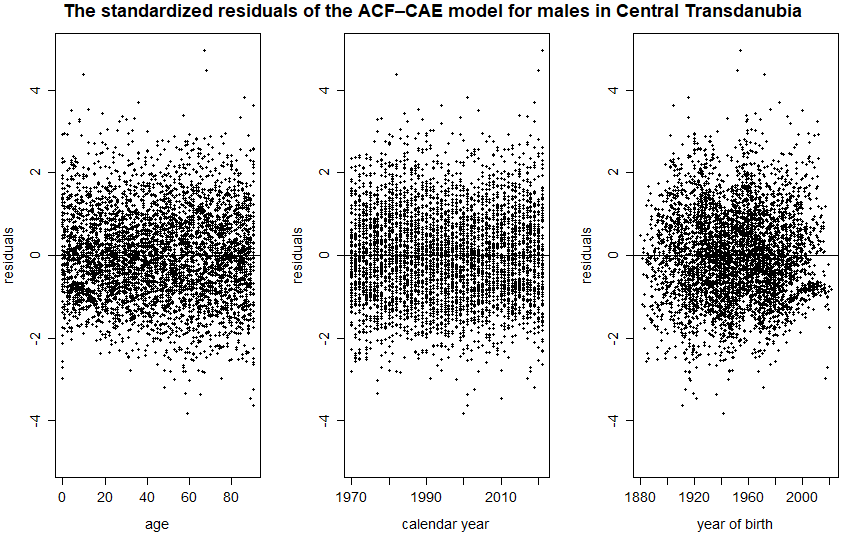 The standardized residuals of the ACF–CAE model for males in Central Transdanubia
residuals
4
2
0
-2
-4
0 20 40 60 80
age
residuals
4
2
0
-2
-4
1970 1990 2010
calendar year
residuals
4
2
0
-2
-4
1880 1920 1960 2000
year of birth